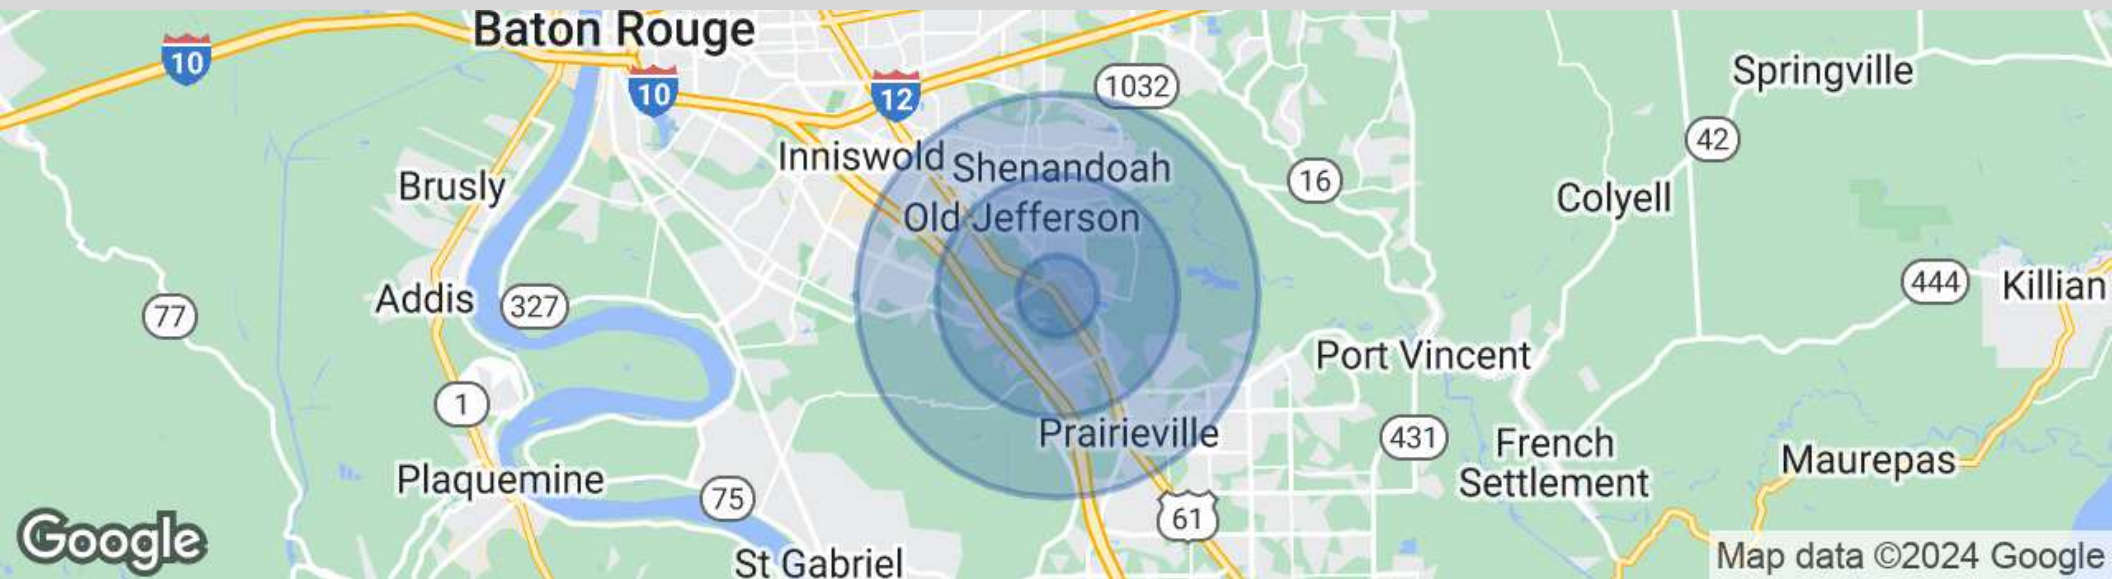 Baton Rouge
10
10
12
1032
Springville
42
Inniswold
Shenandoah
16
Brusly
Colyell
Old Jefferson
Addis
327
77
444
Killian
Port Vincent
1
Prairieville
431
French
Settlement
Maurepas
Plaquemine
75
61
Google
St Gabriel
Map data ©2024 Google